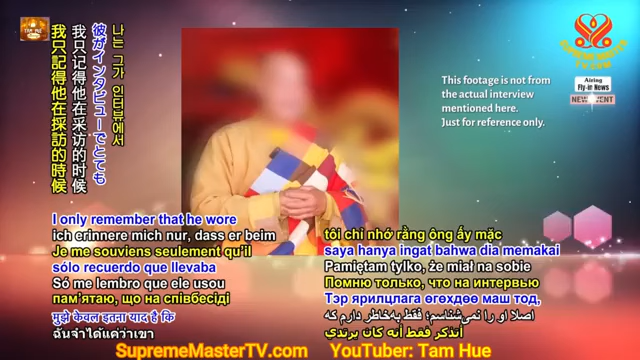 나는 그가 인터뷰에서
彼がインタビューでとても
我只记得他在采访的时候
我只記得他在採訪的時候
SUPREME MASTER
TV.COM
This footage is not from
the actual interview
mentioned here.
Just for reference only.
Airing
Fly-in News
NEW EVENT
I only remember that he wore
ich erinnere mich nur, dass er beim
Je me souviens seulement qu'il
sólo recuerdo que llevaba
Só me lembro que ele usou
пам'ятаю, що на співбесіді
मुझे केवल इतना याद है कि
ฉันจำได้แค่ว่าเขา
tôi chỉ nhớ rằng ông ấy mặc
saya hanya ingat bahwa dia memakai
Pamiętam tylko, że miał na sobie
Помню только, что на интервью
Тэр ярилцлага өгөхдөө маш тод,
اصلا او را نمی‌شناسم؛ فقط به‌خاطر دارم که
أتذكر فقط أنه كان يرتدي
SupremeMasterTV.com
YouTuber: Tam Hue